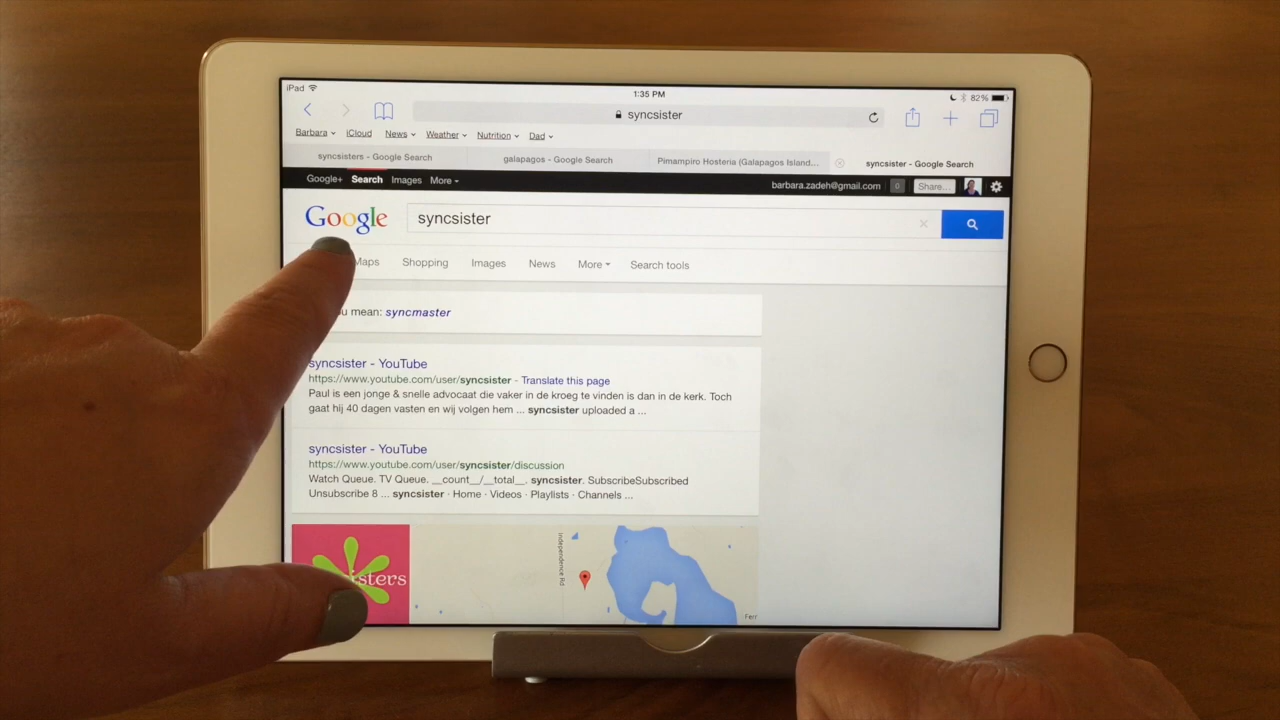 iPad 1:35 PM 82%
syncsister
Barbara iCloud News Weather Nutrition Dad
syncsisters - Google Search galapagos - Google Search Pimampiro Hosteria (Galapagos Island... syncsister - Google Search
Google+ Search Images More barbara.zadeh@gmail.com 0 Share...
Google syncsister
Maps Shopping Images News More Search tools
u mean: syncmaster
syncsister - YouTube
https://www.youtube.com/user/syncsister - Translate this page
Paul is een jonge & snelle advocaat die vaker in de kroeg te vinden is dan in de kerk. Toch
gaat hij 40 dagen vasten en wij volgen hem ... syncsister uploaded a ...
syncsister - YouTube
https://www.youtube.com/user/syncsister/discussion
Watch Queue. TV Queue. __count__/__total__. syncsister. SubscribeSubscribed
Unsubscribe 8 ... syncsister · Home · Videos · Playlists · Channels ...
Independence Rd
sisters
Ferr